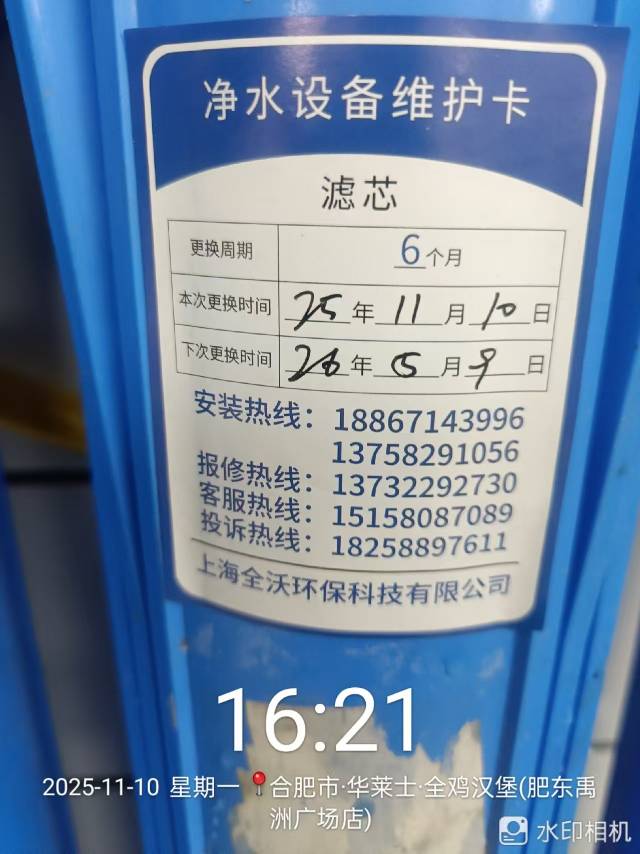 净水设备维护卡
滤芯
更换周期 6个月
本次更换时间 25年11月10日
下次更换时间 26年5月9日
安装热线：18867143996
13758291056
报修热线：13732292730
客服热线：15158087089
投诉热线：18258897611
上海全沃环保科技有限公司
16:21
2025-11-10 星期一 合肥市·华莱士·全鸡汉堡(肥东禹
洲广场店)
水印相机